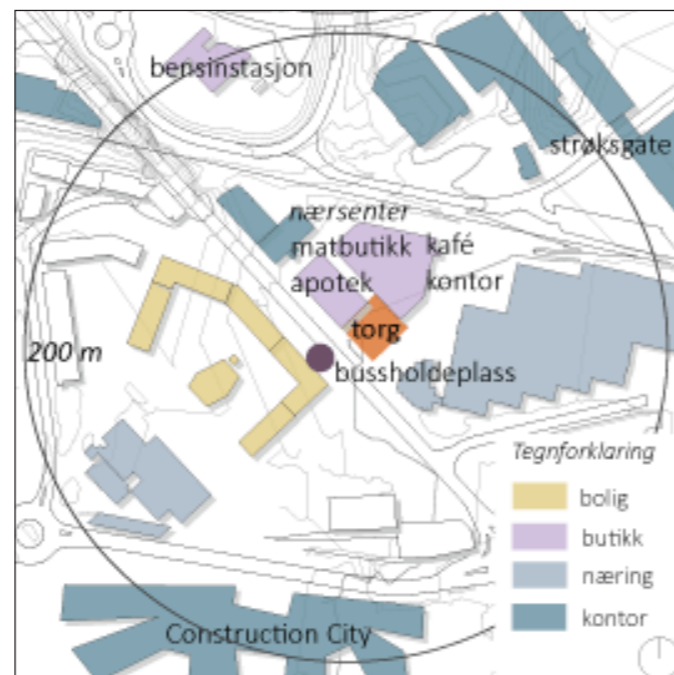 bensinstasjon
strøksgate
nærsenter
matbutikk kafé
apotek kontor
torg
200 m
bussholdeplass
Tegnforklaring
bolig
butikk
næring
kontor
Construction City